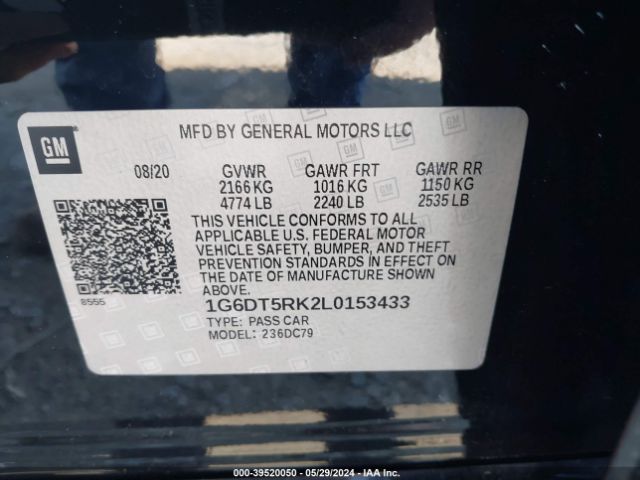 GM
MFD BY GENERAL MOTORS LLC
08/20 GVWR GAWR FRT GAWR RR
2166 KG 1016 KG 1150 KG
4774 LB 2240 LB 2535 LB
THIS VEHICLE CONFORMS TO ALL
APPLICABLE U.S. FEDERAL MOTOR
VEHICLE SAFETY, BUMPER, AND THEFT
PREVENTION STANDARDS IN EFFECT ON
THE DATE OF MANUFACTURE SHOWN
ABOVE.
8555
1G6DT5RK2L0153433
TYPE: PASS CAR
MODEL: 236DC79
000-39520050 - 05/29/2024 - IAA Inc.